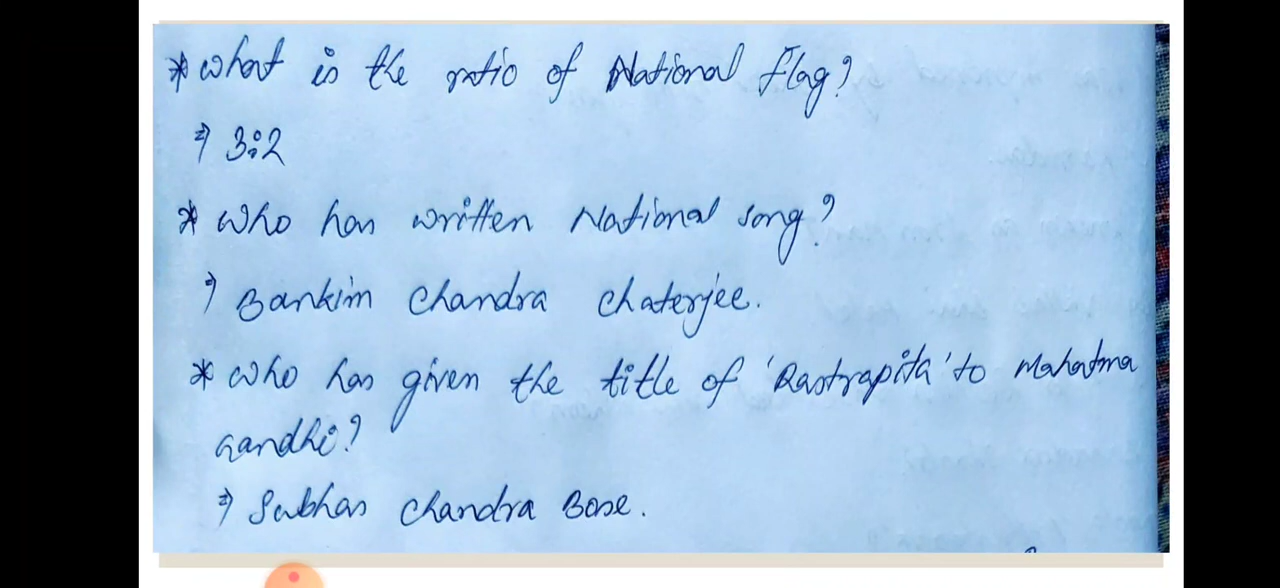 * what is the ratio of National Flag?
⇒ 3:2
* who has written National song?
⇒ Bankim Chandra Chaterjee.
* who has given the title of 'Rastrapita' to Mahatma
Gandhi?
⇒ Subhas Chandra Bose.